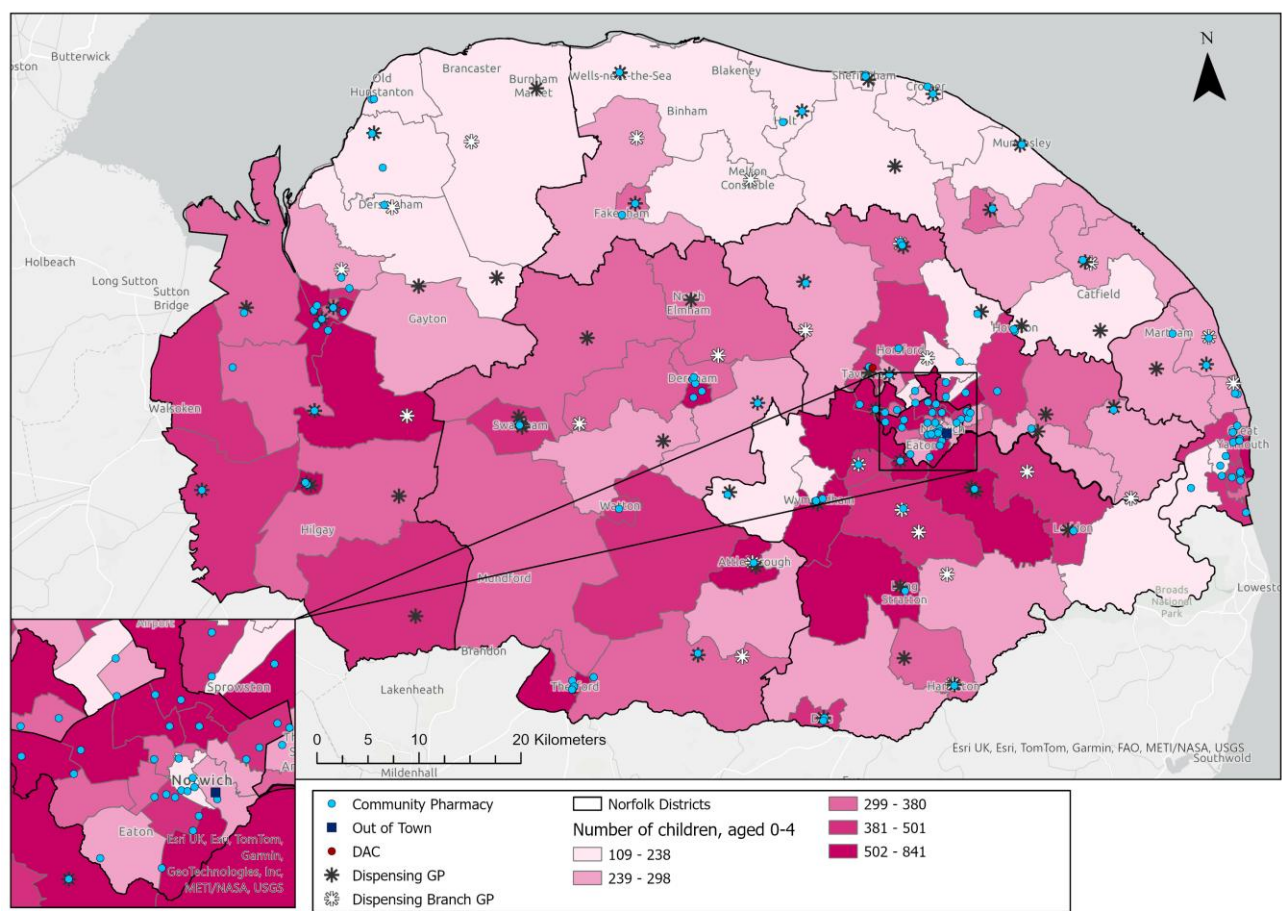 Butterwick
oston
Old
Hunstanton
Brancaster
Burnham
Market
Wells-next-the-Sea
Blakeney
Binham
Sheringham
Cromer
Holt
Mundesley
N
Melton
Constable
Dersingham
Fakenham
Holbeach
Long Sutton
Sutton
Bridge
Gayton
North
Elmham
Catfield
Hoveton
Horsford
Martham
Dereham
Walsoken
Swaffham
Norwich
Eaton
Great
Yarmouth
Hilgay
Watton
Wymondham
Loddon
Mundford
Attleborough
Long
Stratton
Broads
National
Park
Lowesto
Brandon
Lakenheath
Thetford
Harleston
Diss
0 5 10 20 Kilometers
Mildenhall
Esri UK, Esri, TomTom, Garmin, FAO, METI/NASA, USGS
Southwold
Airport
Sprowston
Norwich
Eaton
Esri UK, Esri, TomTom,
Garmin,
GeoTechnologies, Inc,
METI/NASA, USGS
Community Pharmacy
Out of Town
DAC
Dispensing GP
Dispensing Branch GP
Norfolk Districts
Number of children, aged 0-4
109 - 238
239 - 298
299 - 380
381 - 501
502 - 841